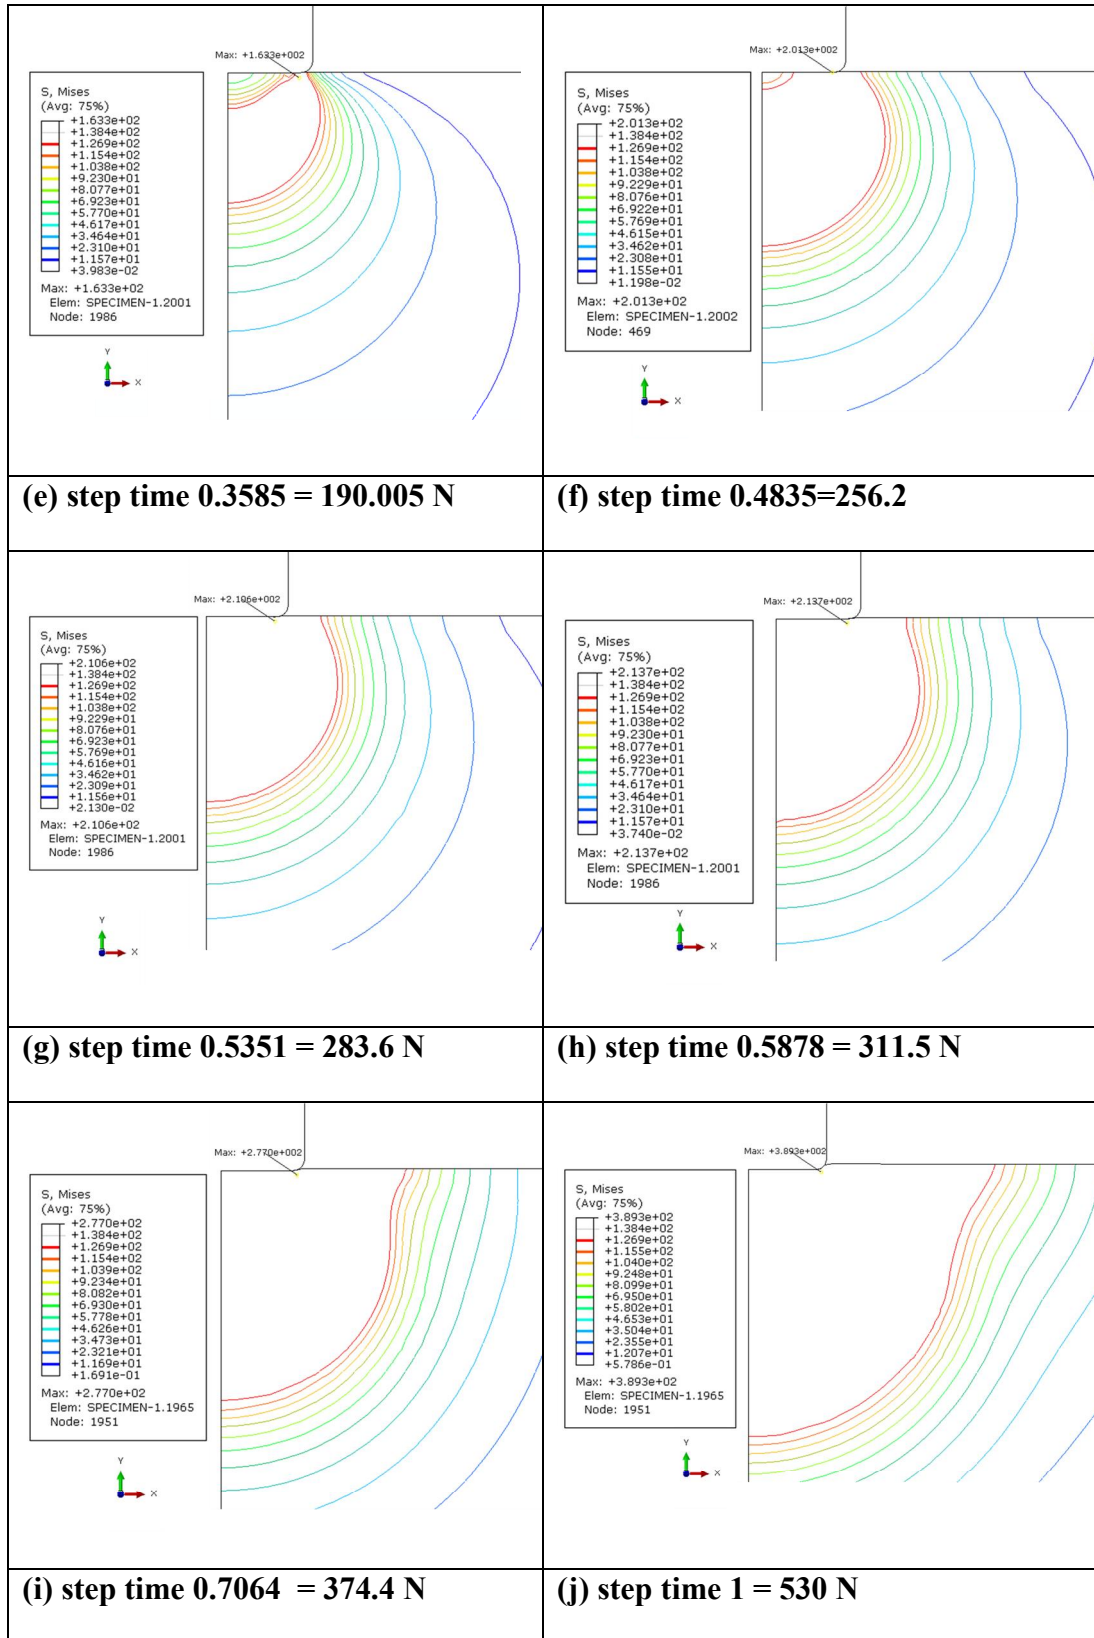 Max: +1.633e+002
S, Mises
(Avg: 75%)
+1.633e+02
+1.384e+02
+1.269e+02
+1.154e+02
+1.038e+02
+9.230e+01
+8.077e+01
+6.923e+01
+5.770e+01
+4.617e+01
+3.464e+01
+2.310e+01
+1.157e+01
+3.983e-02
Max: +1.633e+02
Elem: SPECIMEN-1.2001
Node: 1986
Y
X
Max: +2.013e+002
S, Mises
(Avg: 75%)
+2.013e+02
+1.384e+02
+1.269e+02
+1.154e+02
+1.038e+02
+9.229e+01
+8.076e+01
+6.922e+01
+5.769e+01
+4.615e+01
+3.462e+01
+2.308e+01
+1.155e+01
+1.198e-02
Max: +2.013e+02
Elem: SPECIMEN-1.2002
Node: 469
Y
X
(e) step time 0.3585 = 190.005 N
(f) step time 0.4835=256.2
Max: +2.106e+002
S, Mises
(Avg: 75%)
+2.106e+02
+1.384e+02
+1.269e+02
+1.154e+02
+1.038e+02
+9.229e+01
+8.076e+01
+6.923e+01
+5.769e+01
+4.616e+01
+3.462e+01
+2.309e+01
+1.156e+01
+2.130e-02
Max: +2.106e+02
Elem: SPECIMEN-1.2001
Node: 1986
Y
X
Max: +2.137e+002
S, Mises
(Avg: 75%)
+2.137e+02
+1.384e+02
+1.269e+02
+1.154e+02
+1.038e+02
+9.230e+01
+8.077e+01
+6.923e+01
+5.770e+01
+4.617e+01
+3.464e+01
+2.310e+01
+1.157e+01
+3.740e-02
Max: +2.137e+02
Elem: SPECIMEN-1.2001
Node: 1986
Y
X
(g) step time 0.5351 = 283.6 N
(h) step time 0.5878 = 311.5 N
Max: +2.770e+002
S, Mises
(Avg: 75%)
+2.770e+02
+1.384e+02
+1.269e+02
+1.154e+02
+1.039e+02
+9.234e+01
+8.082e+01
+6.930e+01
+5.778e+01
+4.626e+01
+3.473e+01
+2.321e+01
+1.169e+01
+1.691e-01
Max: +2.770e+02
Elem: SPECIMEN-1.1965
Node: 1951
Y
X
Max: +3.893e+002
S, Mises
(Avg: 75%)
+3.893e+02
+1.384e+02
+1.269e+02
+1.155e+02
+1.040e+02
+9.248e+01
+8.099e+01
+6.950e+01
+5.802e+01
+4.653e+01
+3.504e+01
+2.355e+01
+1.207e+01
+5.786e-01
Max: +3.893e+02
Elem: SPECIMEN-1.1965
Node: 1951
Y
X
(i) step time 0.7064 = 374.4 N
(j) step time 1 = 530 N